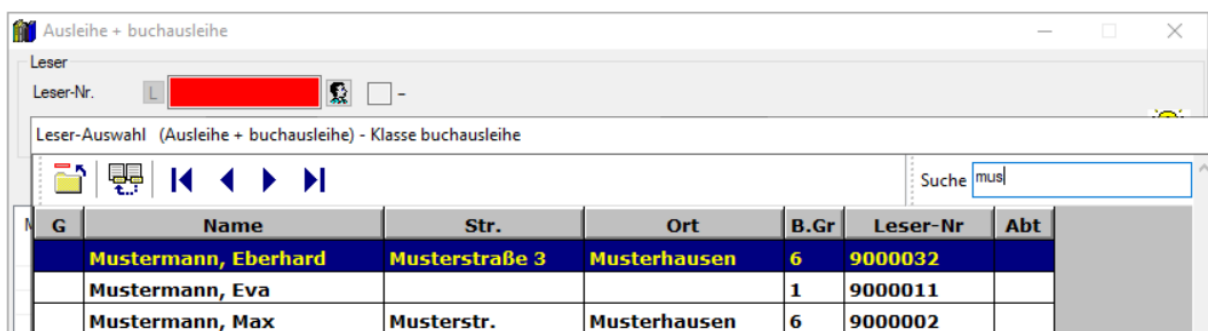 Ausleihe + buchausleihe
Leser
Leser-Nr. L -
Leser-Auswahl (Ausleihe + buchausleihe) - Klasse buchausleihe
Suche mus
G Name Str. Ort B.Gr Leser-Nr Abt
Mustermann, Eberhard Musterstraße 3 Musterhausen 6 9000032
Mustermann, Eva 1 9000011
Mustermann, Max Musterstr. Musterhausen 6 9000002